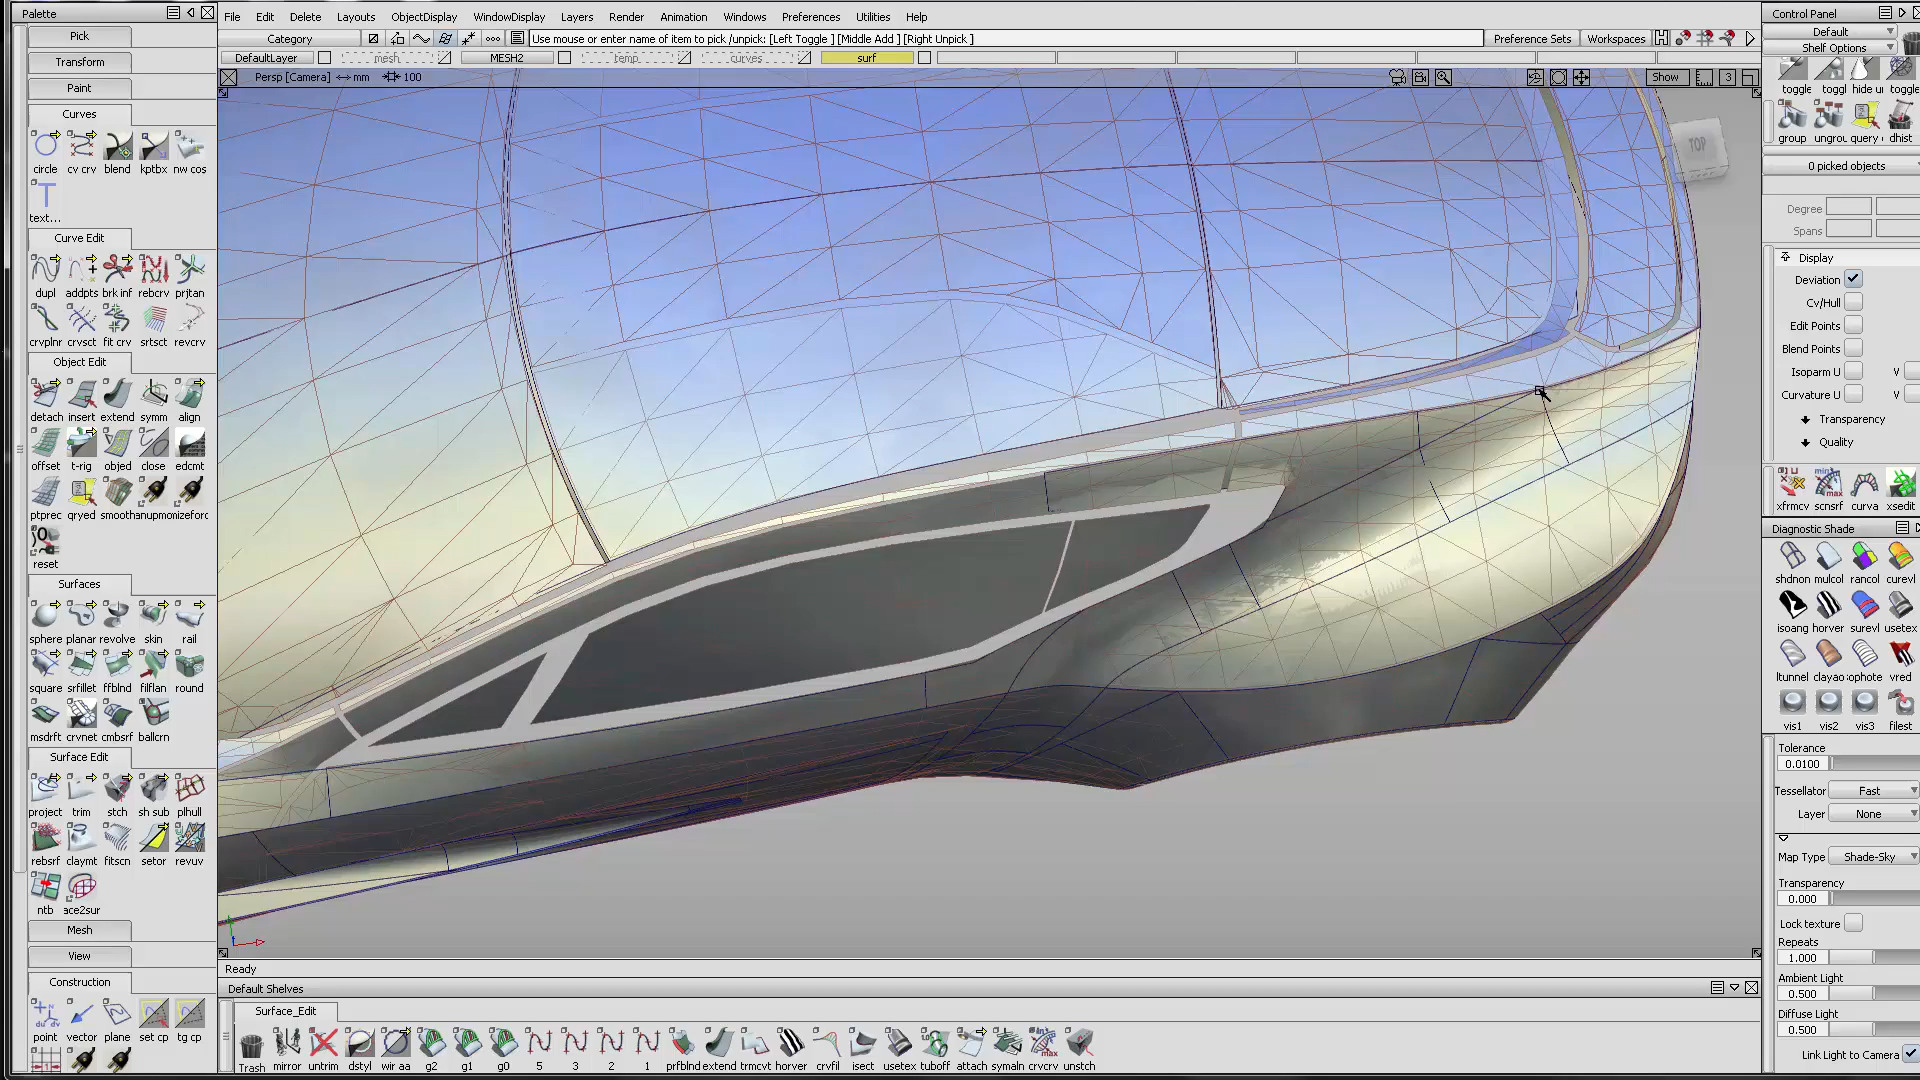 Palette
Pick
Transform
Paint
Curves
circle cv crv blend kptbx nw cos
text...
Curve Edit
dupl addpts brk inf rebcrv prjtan
crvplnr crvsct fit crv srtsct revcrv
Object Edit
detach insert extend symm align
offset t-rig objed close edcmt
ptprec qryed smooth anupm omizeforc
reset
Surfaces
sphere planar revolve skin rail
square srfillet ffblnd filflan round
msdrft crvnet cmbsrf ballcrn
Surface Edit
project trim stch sh sub plhull
rebsrf claymt fitscn setor revuv
ntb ace2sur
Mesh
View
Construction
point vector plane set cp tg cp
File Edit Delete Layouts ObjectDisplay WindowDisplay Layers Render Animation Windows Preferences Utilities Help
Category
Use mouse or enter name of item to pick /unpick: [Left Toggle ] [Middle Add ] [Right Unpick ]
Preference Sets Workspaces
DefaultLayer mesh MESH2 temp curves surf
Persp [Camera] mm 100
Show 3
TOP
Ready
Default Shelves
Surface_Edit
Trash mirror untrim dstyl wir aa g2 g1 g0 5 3 2 1 prfblnd extend trmcvt horver crvfil isect usetex tuboff attach symaln crvcrv unstch
Control Panel
Default
Shelf Options
toggle toggl hide u toggle
group ungrou query dhist
0 picked objects
Degree
Spans
Display
Deviation
Cv/Hull
Edit Points
Blend Points
Isoparm U V
Curvature U V
Transparency
Quality
xfrmcv scnsrf curva xsedit
Diagnostic Shade
shdnon mulcol rancol curevl
isoang horver surevl usetex
ltunnel clayao ophote vred
vis1 vis2 vis3 filest
Tolerance
0.0100
Tessellator Fast
Layer None
Map Type Shade-Sky
Transparency
0.000
Lock texture
Repeats
1.000
Ambient Light
0.500
Diffuse Light
0.500
Link Light to Camera